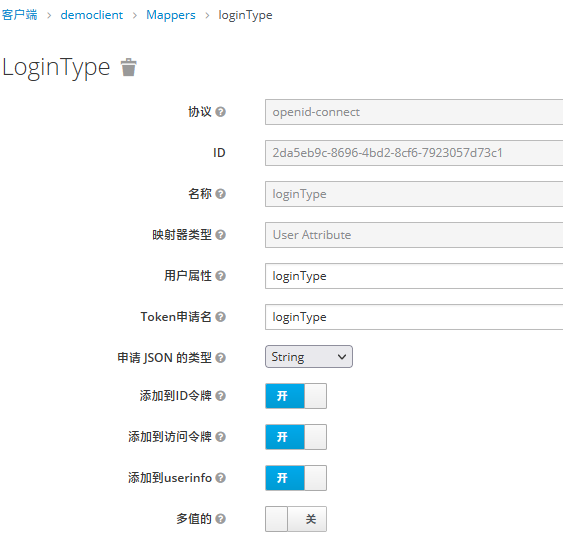 客户端 > democlient > Mappers > loginType
LoginType
协议 openid-connect
ID 2da5eb9c-8696-4bd2-8cf6-7923057d73c1
名称 loginType
映射器类型 User Attribute
用户属性 loginType
Token申请名 loginType
申请 JSON 的类型 String
添加到ID令牌 开
添加到访问令牌 开
添加到userinfo 开
多值的 关